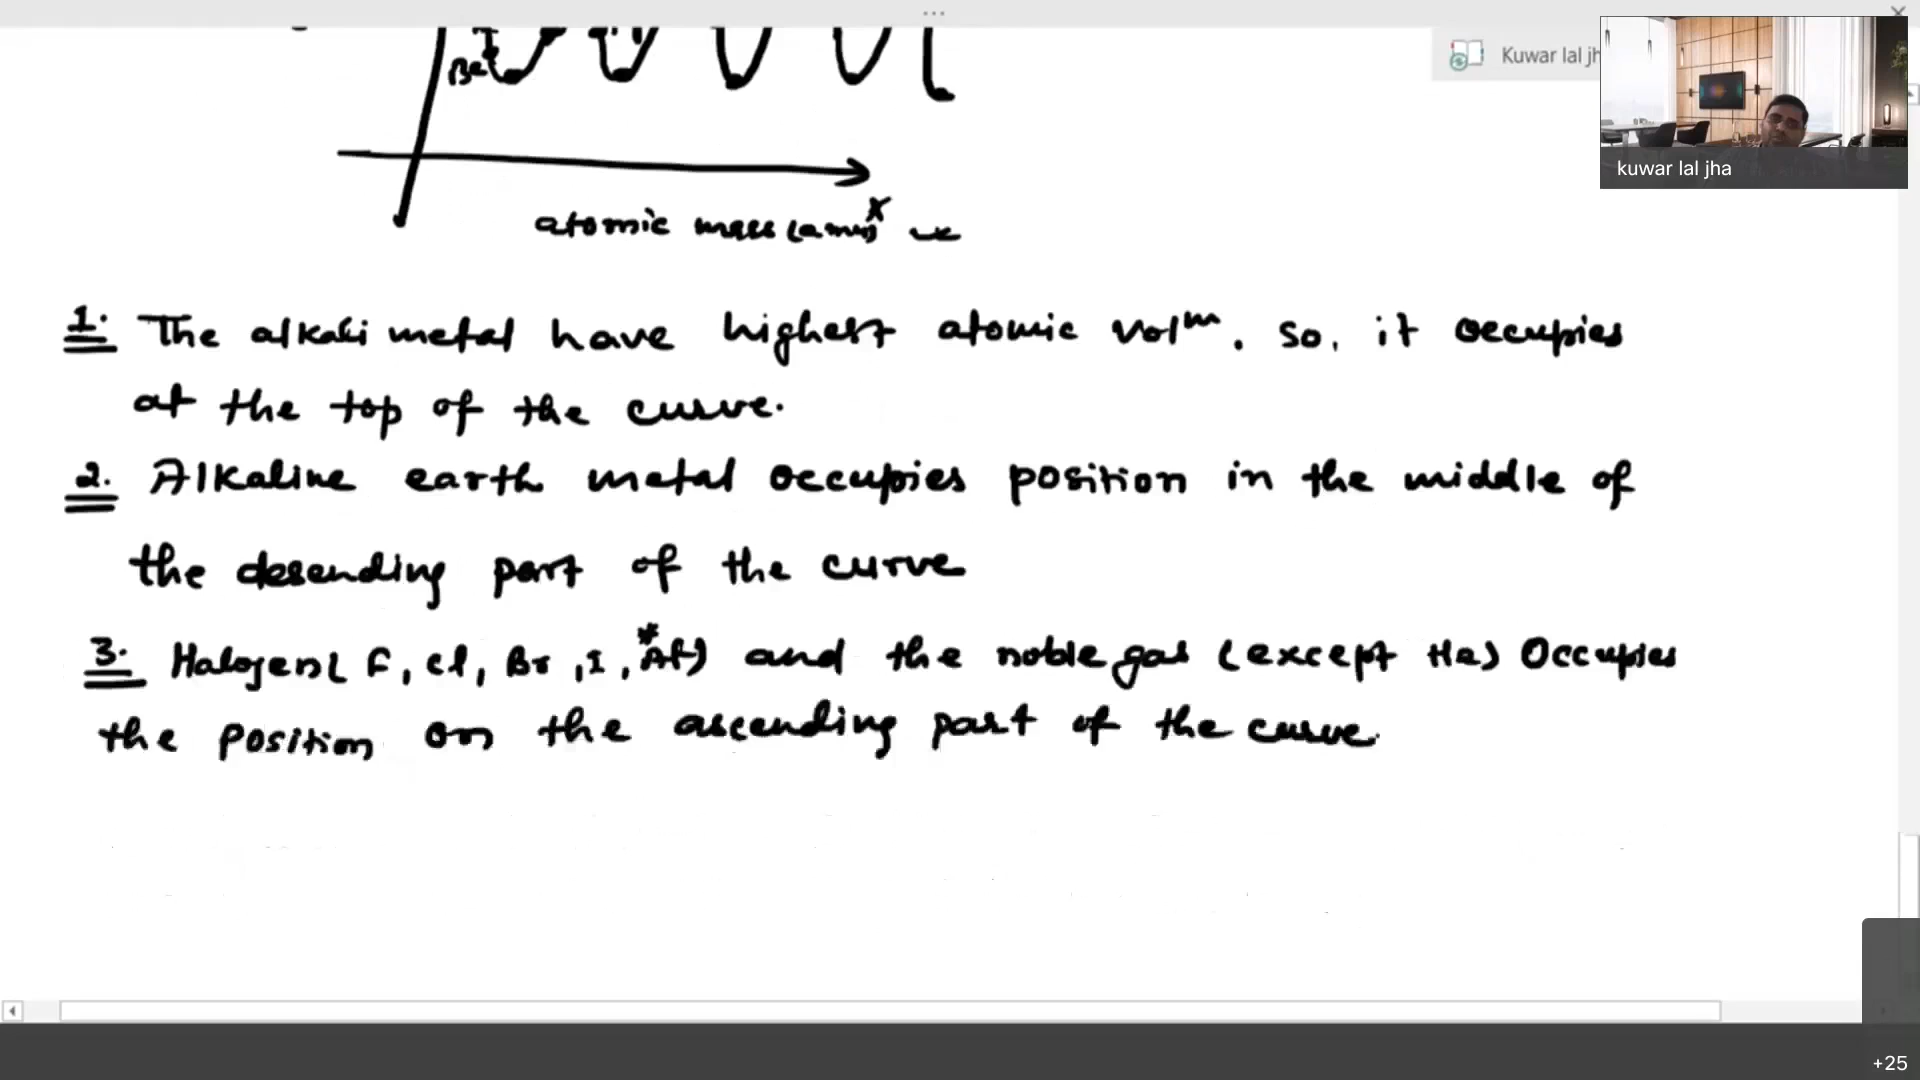 Kuwar lal jh
kuwar lal jha
Be
atomic mass (amu) x
1. The alkali metal have highest atomic volm. so, it occupies
at the top of the curve.
2. Alkaline earth metal occupies position in the middle of
the desending part of the curve
3. Halogens( F, Cl, Br, I, *At) and the noble gas (except He) Occupies
the position on the ascending part of the curve.
+25